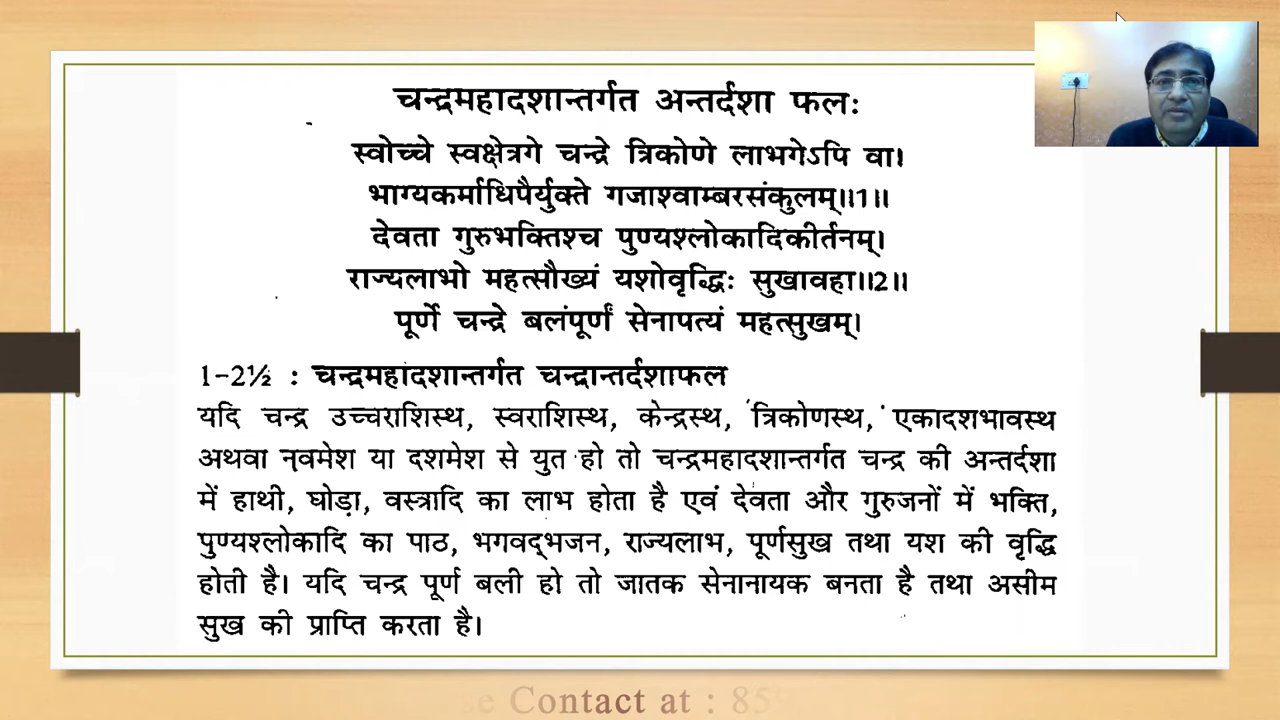 चन्द्रमहादशान्तर्गत अन्तर्दशा फलः
स्वोच्चे स्वक्षेत्रगे चन्द्रे त्रिकोणे लाभगेऽपि वा।
भाग्यकर्माधिपैर्युक्ते गजाश्वाम्बरसंकुलम्॥1॥
देवता गुरुभक्तिश्च पुण्यश्लोकादिकीर्तनम्।
राज्यलाभो महत्सौख्यं यशोवृद्धिः सुखावहा॥2॥
पूर्णे चन्द्रे बलंपूर्णं सेनापत्यं महत्सुखम्।
1-2½ : चन्द्रमहादशान्तर्गत चन्द्रान्तर्दशाफल
यदि चन्द्र उच्चराशिस्थ, स्वराशिस्थ, केन्द्रस्थ, त्रिकोणस्थ, एकादशभावस्थ
अथवा नवमेश या दशमेश से युत हो तो चन्द्रमहादशान्तर्गत चन्द्र की अन्तर्दशा
में हाथी, घोड़ा, वस्त्रादि का लाभ होता है एवं देवता और गुरुजनों में भक्ति,
पुण्यश्लोकादि का पाठ, भगवद्भजन, राज्यलाभ, पूर्णसुख तथा यश की वृद्धि
होती है। यदि चन्द्र पूर्ण बली हो तो जातक सेनानायक बनता है तथा असीम
सुख की प्राप्ति करता है।
Contact at : 85